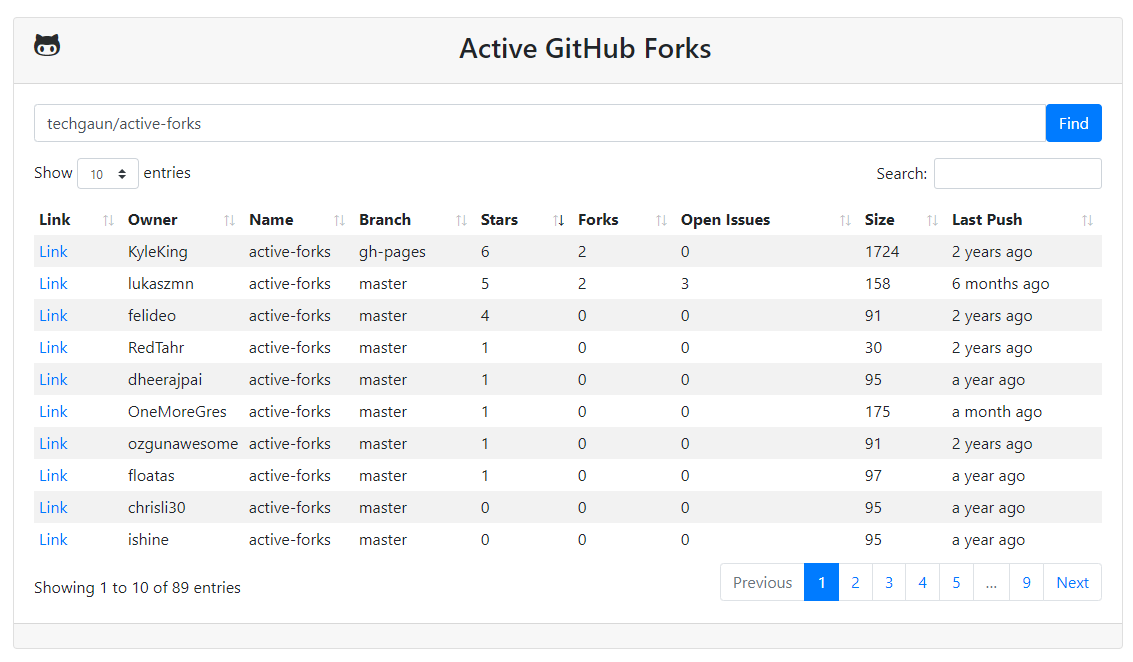 Active GitHub Forks
techgaun/active-forks Find
Show 10 entries Search:
Link Owner Name Branch Stars Forks Open Issues Size Last Push
Link KyleKing active-forks gh-pages 6 2 0 1724 2 years ago
Link lukaszmn active-forks master 5 2 3 158 6 months ago
Link felideo active-forks master 4 0 0 91 2 years ago
Link RedTahr active-forks master 1 0 0 30 2 years ago
Link dheerajpai active-forks master 1 0 0 95 a year ago
Link OneMoreGres active-forks master 1 0 0 175 a month ago
Link ozgunawesome active-forks master 1 0 0 91 2 years ago
Link floatas active-forks master 1 0 0 97 a year ago
Link chrisli30 active-forks master 0 0 0 95 a year ago
Link ishine active-forks master 0 0 0 95 a year ago
Showing 1 to 10 of 89 entries Previous 1 2 3 4 5 … 9 Next